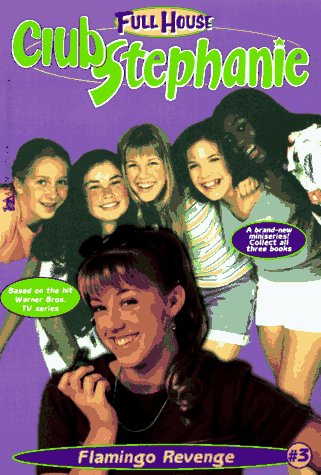 FULL HOUSE
Club
Stephanie
A brand-new
miniseries!
Collect all
three books
Based on the hit
Warner Bros.
TV series
Flamingo Revenge
#3